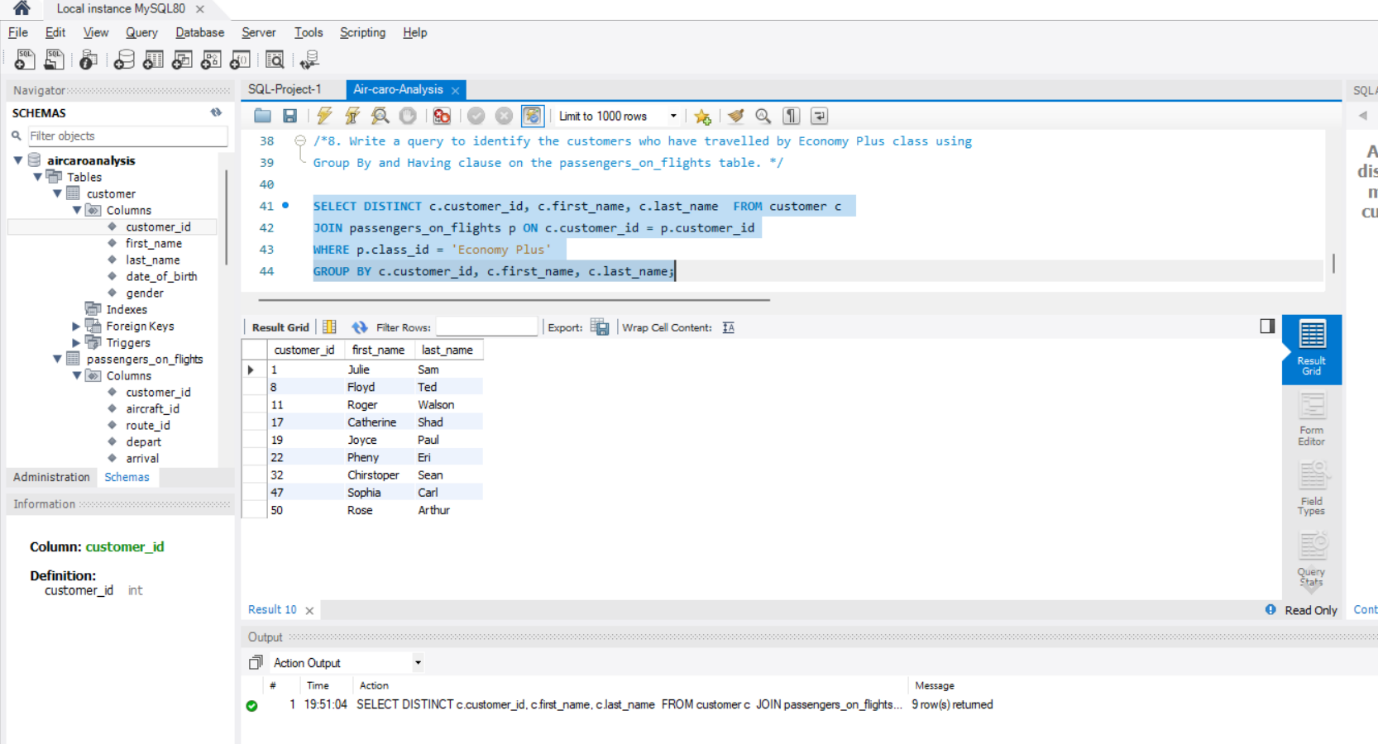 Local instance MySQL80
File Edit View Query Database Server Tools Scripting Help
Navigator
SCHEMAS
Filter objects
aircaroanalysis
Tables
customer
Columns
customer_id
first_name
last_name
date_of_birth
gender
Indexes
Foreign Keys
Triggers
passengers_on_flights
Columns
customer_id
aircraft_id
route_id
depart
arrival
Administration Schemas
Information
Column: customer_id
Definition:
customer_id int
SQL-Project-1 Air-caro-Analysis
Limit to 1000 rows
38 /*8. Write a query to identify the customers who have travelled by Economy Plus class using
39 Group By and Having clause on the passengers_on_flights table. */
40
41 SELECT DISTINCT c.customer_id, c.first_name, c.last_name FROM customer c
42 JOIN passengers_on_flights p ON c.customer_id = p.customer_id
43 WHERE p.class_id = 'Economy Plus'
44 GROUP BY c.customer_id, c.first_name, c.last_name;
Result Grid Filter Rows: Export: Wrap Cell Content:
customer_id first_name last_name
1 Julie Sam
8 Floyd Ted
11 Roger Walson
17 Catherine Shad
19 Joyce Paul
22 Pheny Eri
32 Chirstoper Sean
47 Sophia Carl
50 Rose Arthur
Result Grid
Form Editor
Field Types
Query Stats
Result 10 Read Only
Output
Action Output
# Time Action Message
1 19:51:04 SELECT DISTINCT c.customer_id, c.first_name, c.last_name FROM customer c JOIN passengers_on_flights... 9 row(s) returned